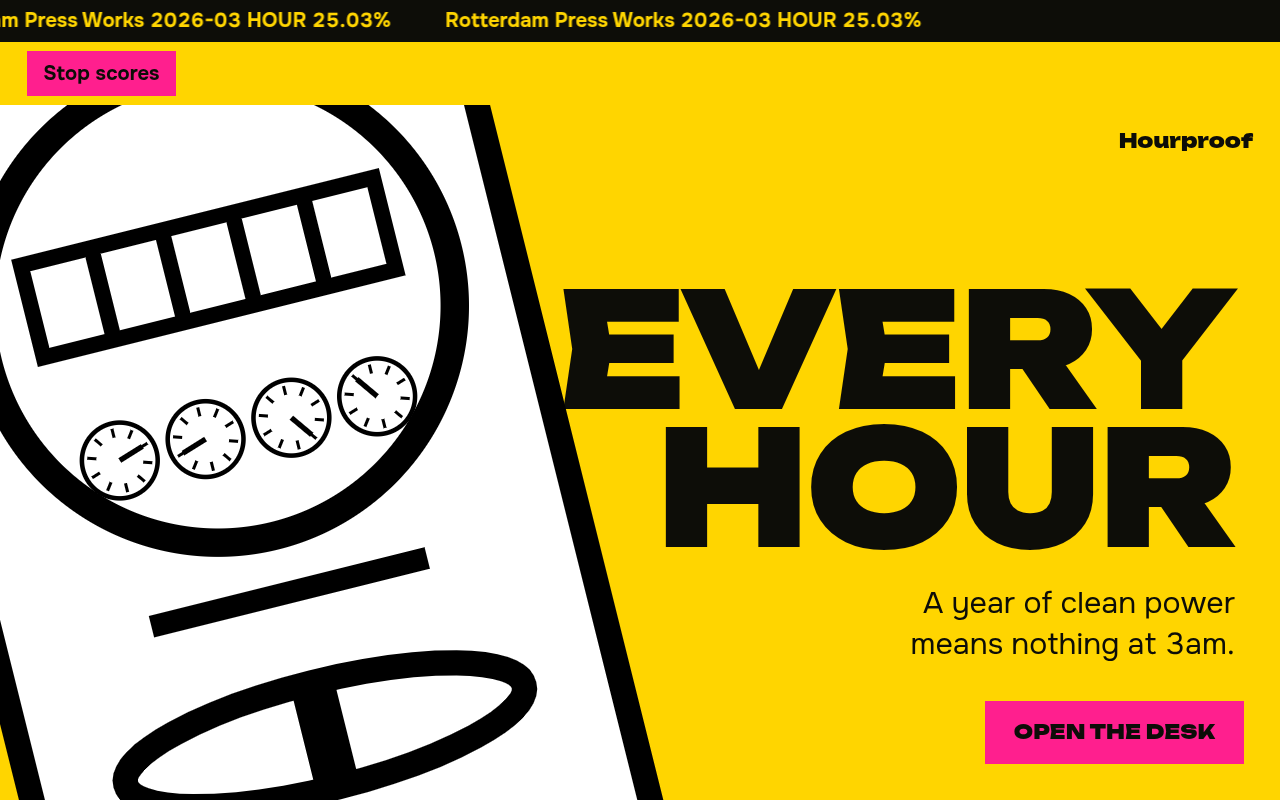 Press Works 2026-03 HOUR 25.03% Rotterdam Press Works 2026-03 HOUR 25.03%
Stop scores
Hourproof
EVERY
HOUR
A year of clean power
means nothing at 3am.
OPEN THE DESK